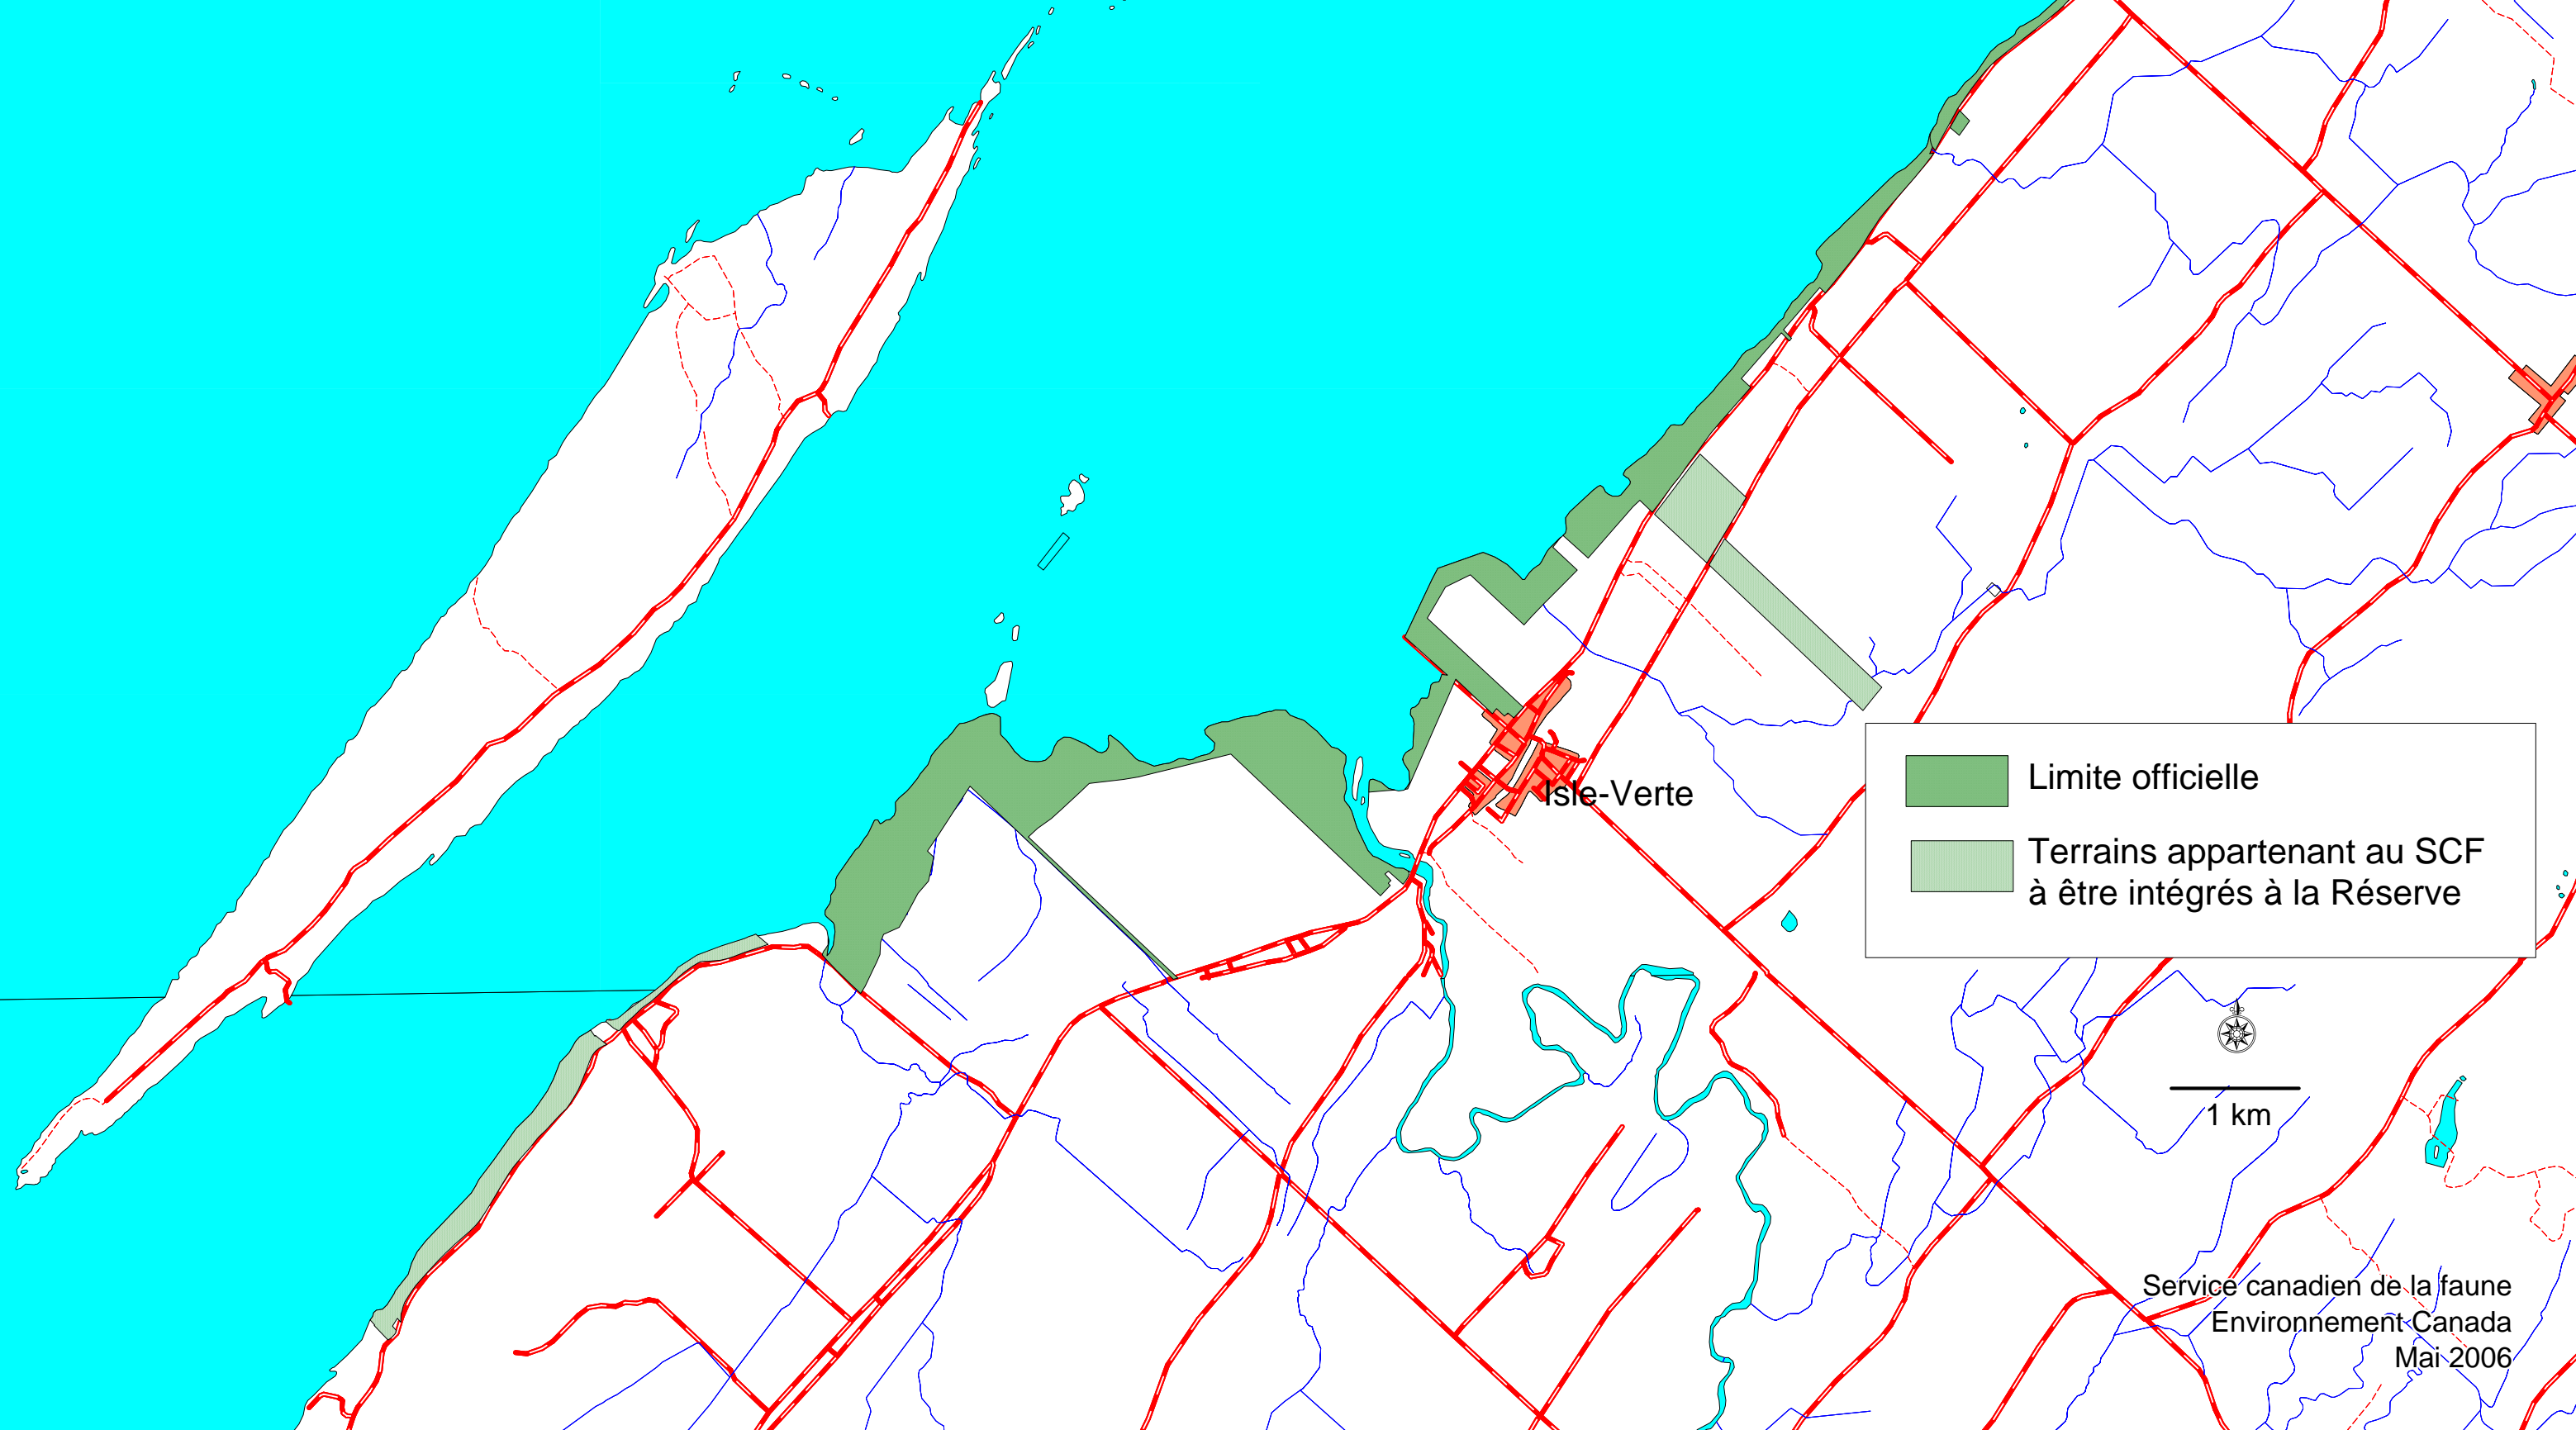 Isle-Verte
Limite officielle
Terrains appartenant au SCF
à être intégrés à la Réserve
1 km
Service canadien de la faune
Environnement Canada
Mai 2006